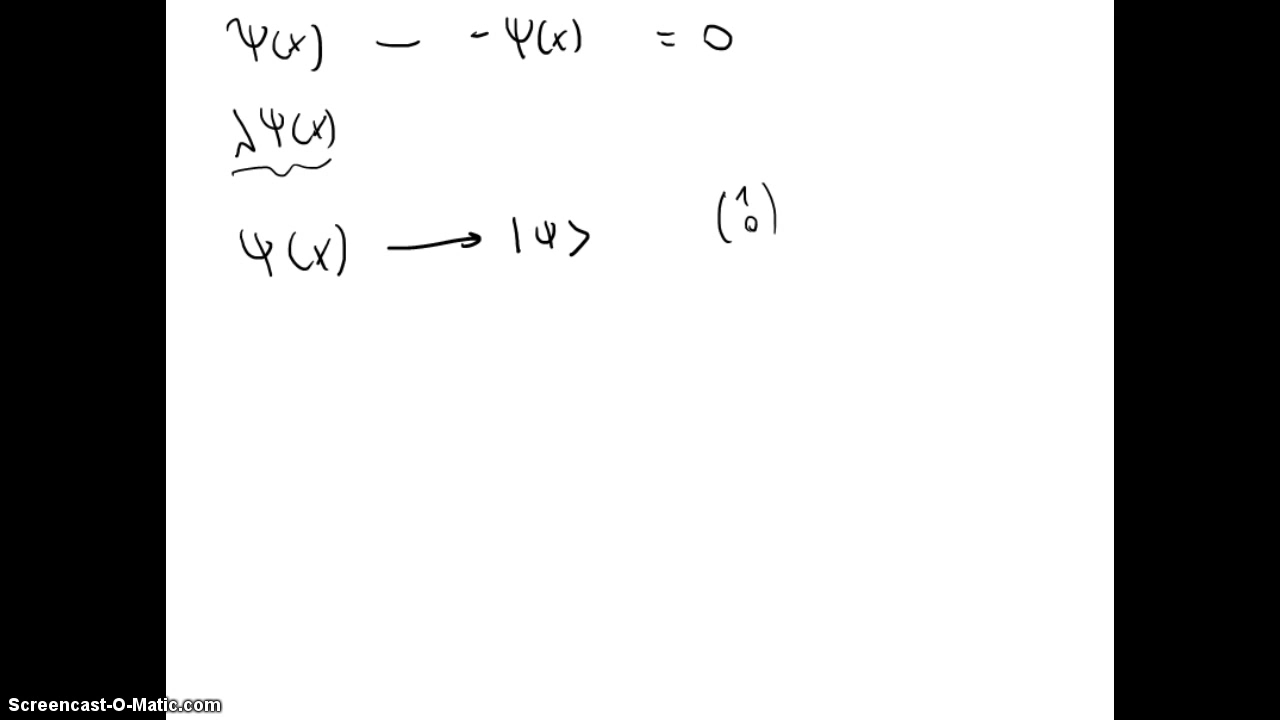 Ψ(x) — -Ψ(x) = 0
λΨ(x)
Ψ(x) → |Ψ> (1 0)
Screencast-O-Matic.com